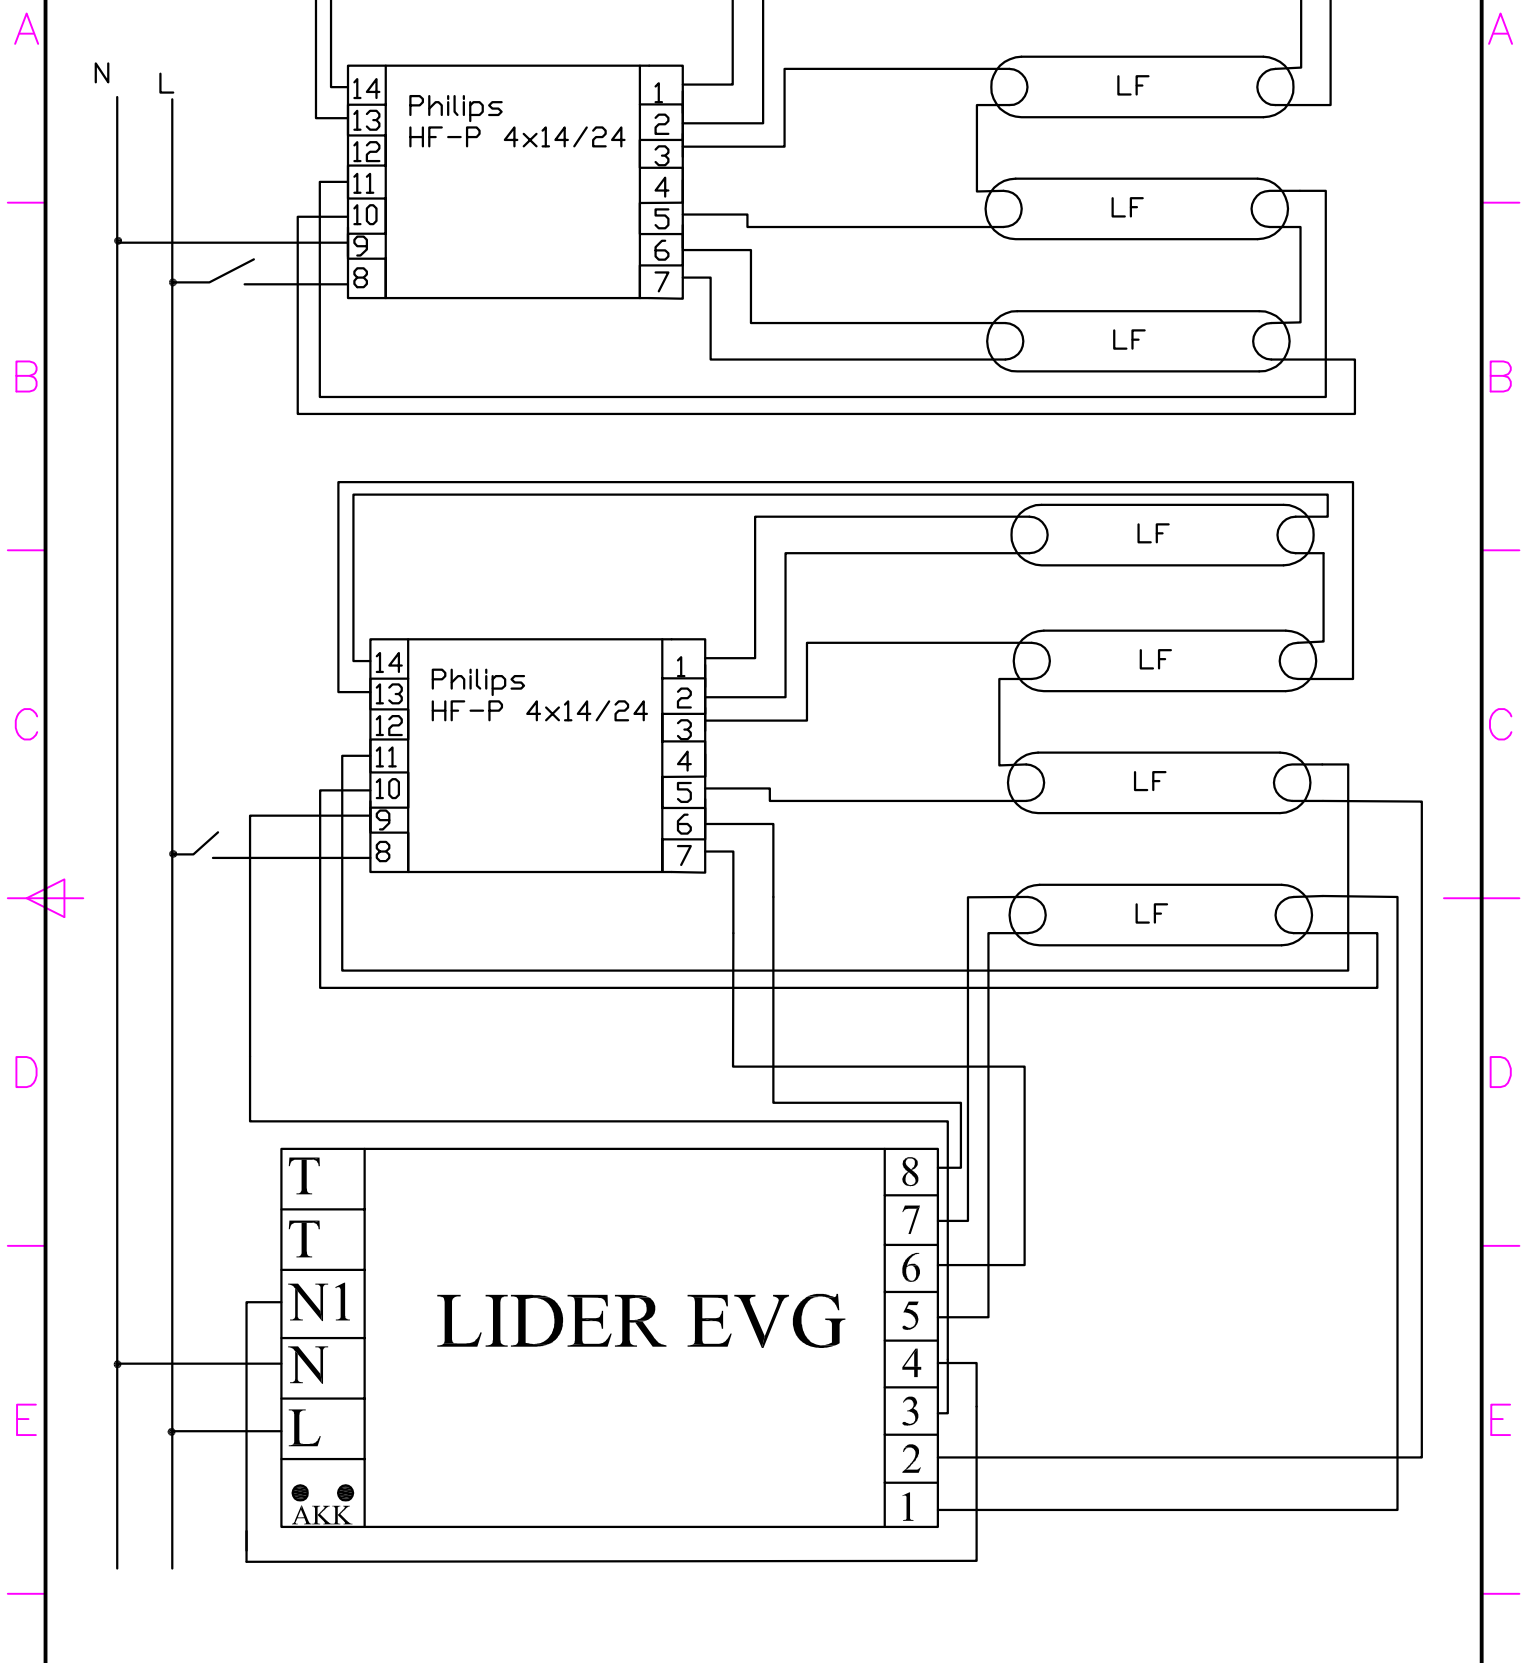 A A
N L
14 Philips 1
13 HF-P 4x14/24 2
12 3
11 4
10 5
9 6
8 7
LF
LF
LF
B B
LF
LF
LF
LF
14 Philips 1
13 HF-P 4x14/24 2
12 3
11 4
10 5
9 6
8 7
C C
D D
T 8
T 7
N1 6
LIDER EVG 5
N 4
L 3
2
AKK 1
E E